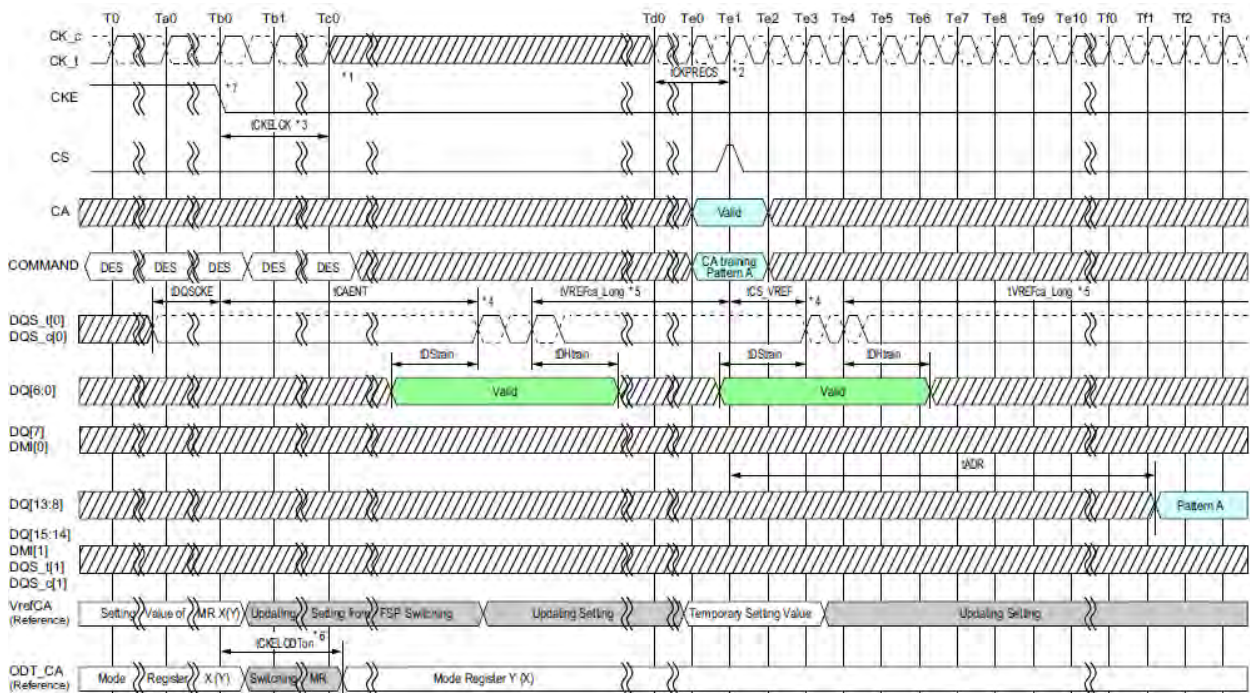 T0 Ta0 Tb0 Tb1 Tc0 Td0 Te0 Te1 Te2 Te3 Te4 Te5 Te6 Te7 Te8 Te9 Te10 Tf0 Tf1 Tf2 Tf3
CK_c
CK_t
*1 tCKPRECS *2
CKE *7
tCKELCK *3
CS
CA Valid
COMMAND DES DES DES DES DES CA training Pattern A
tDQSCKE tCAENT *4 tVREFca_Long *5 tCS_VREF *4 tVREFca_Long *5
DQS_t[0]
DQS_c[0]
tDStrain tDHtrain tDStrain tDHtrain
DQ[6:0] Valid Valid
DQ[7]
DMI[0]
tADR
DQ[13:8] Pattern A
DQ[15:14]
DMI[1]
DQS_t[1]
DQS_c[1]
VrefCA
(Reference) Setting Value of MR X(Y) Updating Setting from FSP Switching Updating Setting Temporary Setting Value Updating Setting
tCKELODTon *6
ODT_CA
(Reference) Mode Register X (Y) Switching MR Mode Register Y (X)